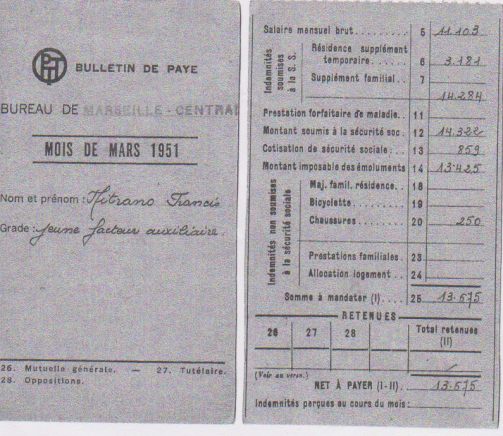 PTT BULLETIN DE PAYE
BUREAU DE MARSEILLE-CENTRAL
MOIS DE MARS 1951
Nom et prénom : Titrano Francis
Grade : jeune facteur auxiliaire.
26. Mutuelle générale. — 27. Tutélaire.
28. Oppositions.
Salaire mensuel brut......... 5 11.103
Indemnités soumises à la S. S.
Résidence supplément
temporaire..... 6 3.181
Supplément familial.. 7
14.284
Prestation forfaitaire de maladie.. 11
Montant soumis à la sécurité soc. 12 14.322
Cotisation de sécurité sociale: . . 13 859
Montant imposable des émoluments 14 13.425
Indemnités non soumises à la sécurité sociale
Maj. famil. résidence.. 18
Bicyclette......... 19
Chaussures........ 20 250
Prestations familiales. 23
Allocation logement.. 24
Somme à mandater (I)... 25 13.675
RETENUES
26 27 28 Total retenues
(II)
(Voir au verso.)
NET À PAYER (I-II). 13.675
Indemnités perçues au cours du mois: